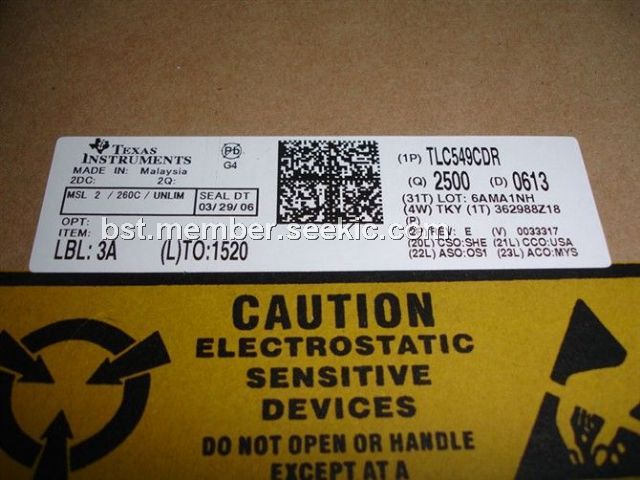 TEXAS
INSTRUMENTS
MADE IN: Malaysia
2DC: 2Q:
MSL 2 / 260C / UNLIM
SEAL DT
03/29/06
OPT:
ITEM:
LBL: 3A (L)TO:1520
Pb
G4
(1P) TLC549CDR
(Q) 2500 (D) 0613
(31T) LOT: 6AMA1NH
(4W) TKY (1T) 362988Z18
(P)
REV: E (V) 0033317
(20L) CSO:SHE (21L) CCO:USA
(22L) ASO:OS1 (23L) ACO:MYS
bst.member.seekic.com
CAUTION
ELECTROSTATIC
SENSITIVE
DEVICES
DO NOT OPEN OR HANDLE
EXCEPT AT A